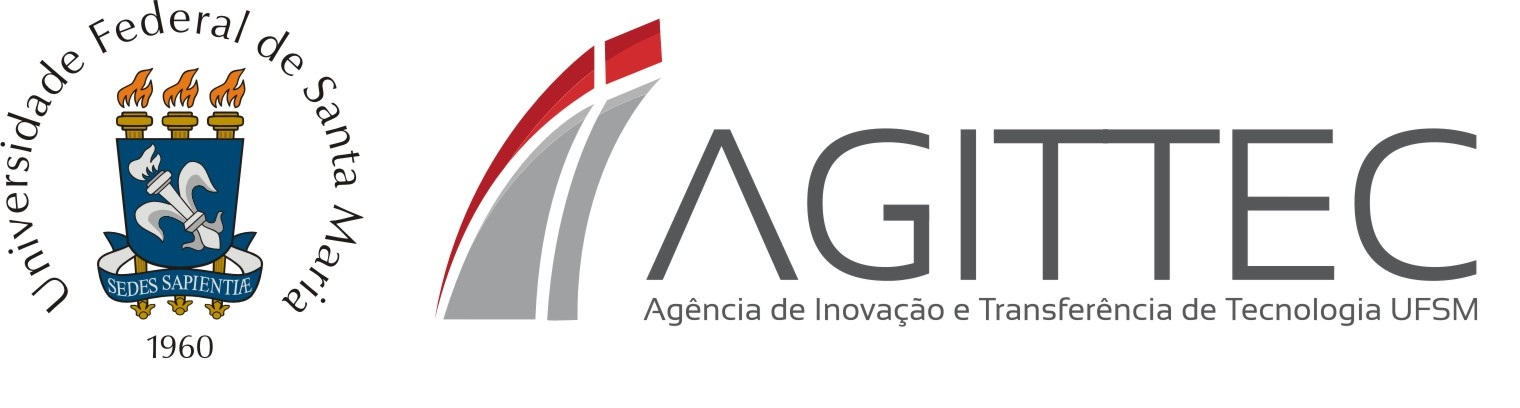 Universidade Federal de Santa Maria
SEDES SAPIENTIÆ
1960
AGITTEC
Agência de Inovação e Transferência de Tecnologia UFSM